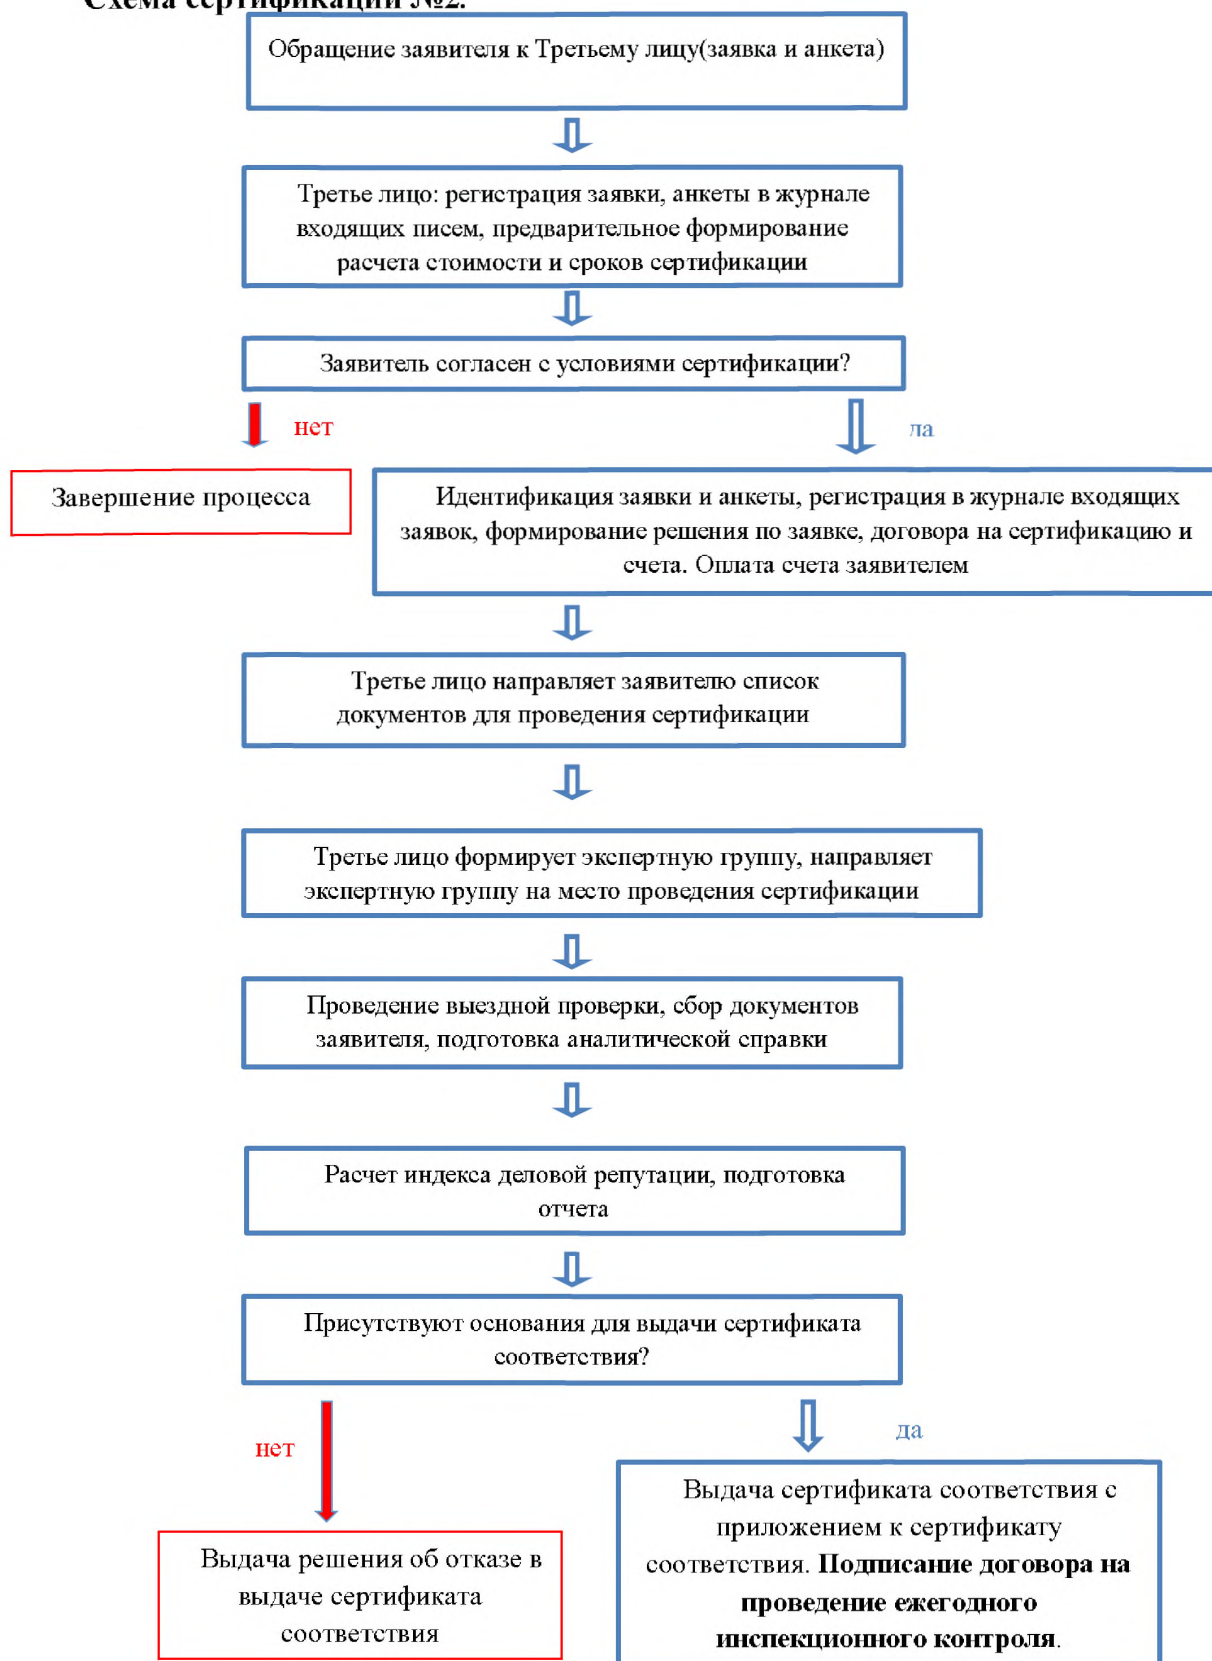 Схема сертификации №2.
Обращение заявителя к Третьему лицу(заявка и анкета)
Третье лицо: регистрация заявки, анкеты в журнале
входящих писем, предварительное формирование
расчета стоимости и сроков сертификации
Заявитель согласен с условиями сертификации?
нет
да
Завершение процесса
Идентификация заявки и анкеты, регистрация в журнале входящих
заявок, формирование решения по заявке, договора на сертификацию и
счета. Оплата счета заявителем
Третье лицо направляет заявителю список
документов для проведения сертификации
Третье лицо формирует экспертную группу, направляет
экспертную группу на место проведения сертификации
Проведение выездной проверки, сбор документов
заявителя, подготовка аналитической справки
Расчет индекса деловой репутации, подготовка
отчета
Присутствуют основания для выдачи сертификата
соответствия?
нет
да
Выдача решения об отказе в
выдаче сертификата
соответствия
Выдача сертификата соответствия с
приложением к сертификату
соответствия. Подписание договора на
проведение ежегодного
инспекционного контроля.